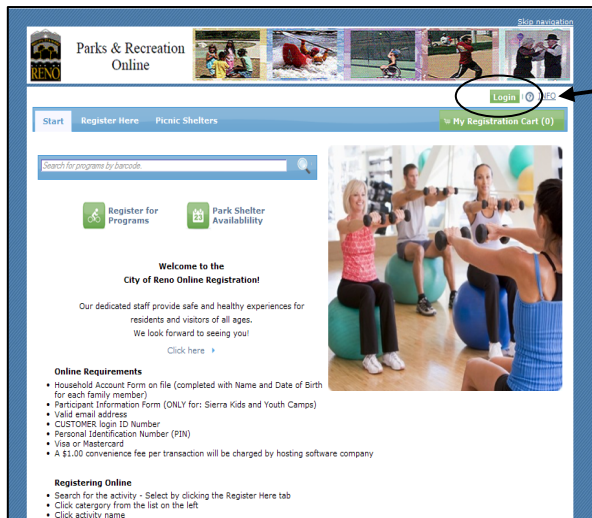 Skip navigation
RENO
Parks & Recreation
Online
Login
? INFO
Start
Register Here
Picnic Shelters
My Registration Cart (0)
Search for programs by barcode.
Register for
Programs
23
Park Shelter
Availablility
Welcome to the
City of Reno Online Registration!
Our dedicated staff provide safe and healthy experiences for
residents and visitors of all ages.
We look forward to seeing you!
Click here
Online Requirements
• Household Account Form on file (completed with Name and Date of Birth
for each family member)
• Participant Information Form (ONLY for: Sierra Kids and Youth Camps)
• Valid email address
• CUSTOMER login ID Number
• Personal Identification Number (PIN)
• Visa or Mastercard
• A $1.00 convenience fee per transaction will be charged by hosting software company
Registering Online
• Search for the activity - Select by clicking the Register Here tab
• Click catergory from the list on the left
• Click activity name